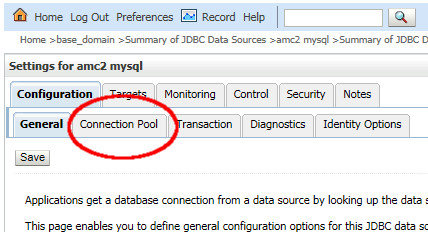 Home Log Out Preferences Record Help
Home >base_domain >Summary of JDBC Data Sources >amc2 mysql >Summary of JDBC D
Settings for amc2 mysql
Configuration Targets Monitoring Control Security Notes
General Connection Pool Transaction Diagnostics Identity Options
Save
Applications get a database connection from a data source by looking up the data s
This page enables you to define general configuration options for this JDBC data so